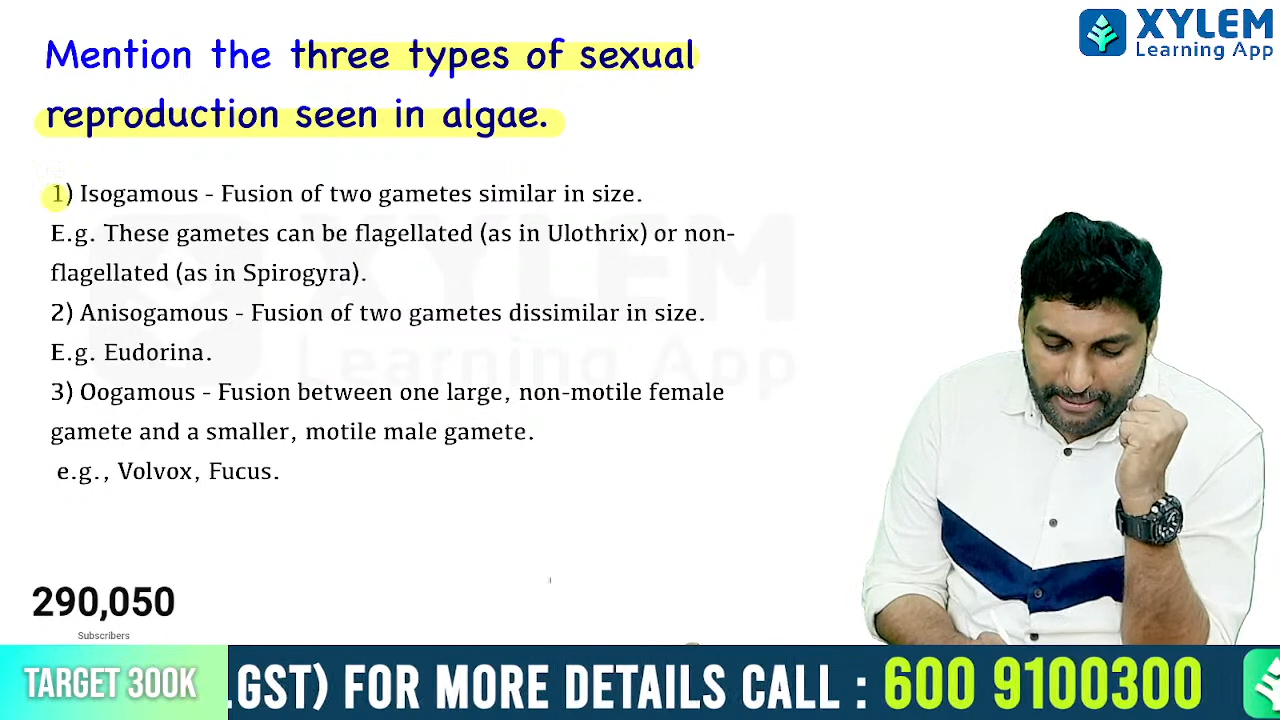 XYLEM
Learning App
Mention the three types of sexual
reproduction seen in algae.
1) Isogamous - Fusion of two gametes similar in size.
E.g. These gametes can be flagellated (as in Ulothrix) or non-
flagellated (as in Spirogyra).
2) Anisogamous - Fusion of two gametes dissimilar in size.
E.g. Eudorina.
3) Oogamous - Fusion between one large, non-motile female
gamete and a smaller, motile male gamete.
e.g., Volvox, Fucus.
XYLEM
Learning App
290,050
Subscribers
TARGET 300K
.GST) FOR MORE DETAILS CALL : 600 9100300